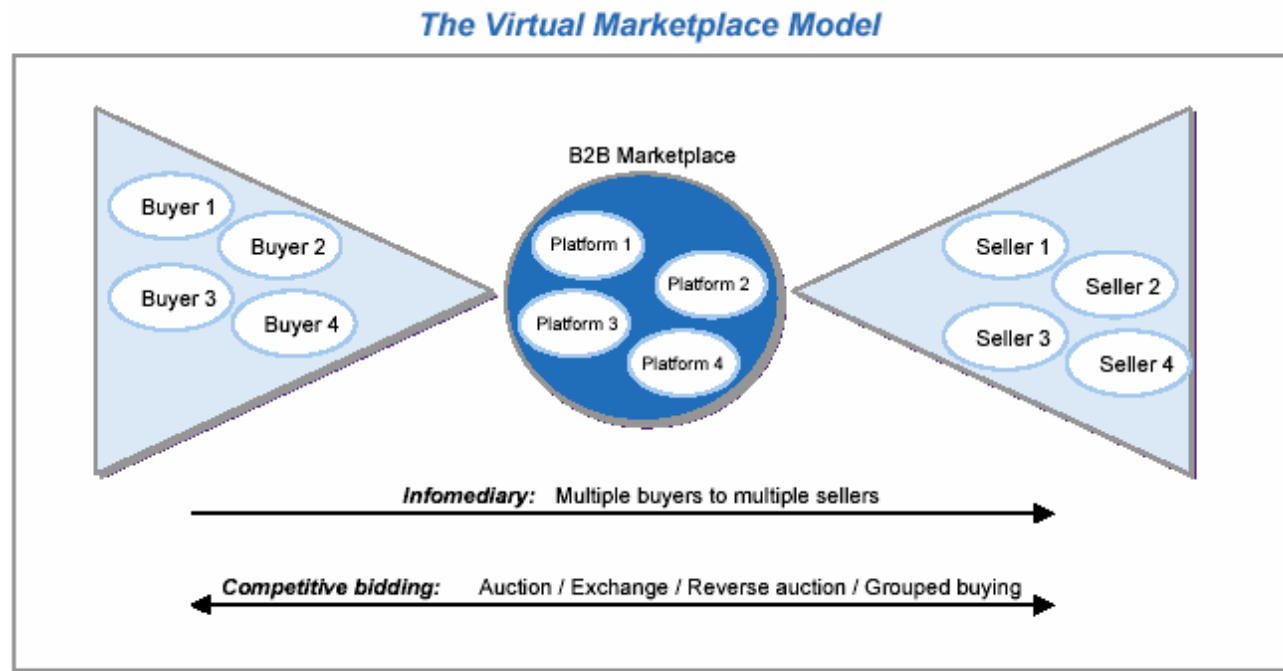 The Virtual Marketplace Model
B2B Marketplace
Buyer 1
Buyer 2
Buyer 3
Buyer 4
Platform 1
Platform 2
Platform 3
Platform 4
Seller 1
Seller 2
Seller 3
Seller 4
Infomediary: Multiple buyers to multiple sellers
Competitive bidding: Auction / Exchange / Reverse auction / Grouped buying